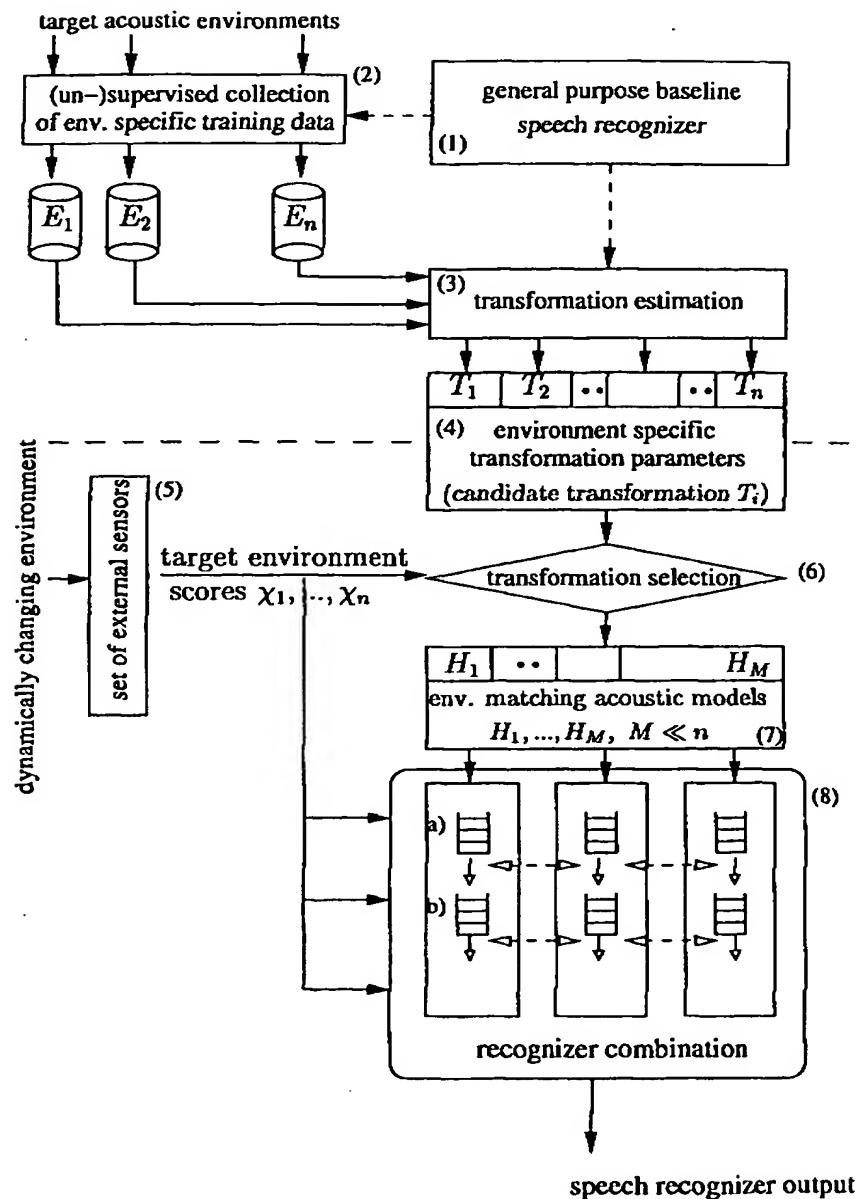 target acoustic environments
(2)
(un-)supervised collection
of env. specific training data
general purpose baseline
speech recognizer
(1)
E1
E2
En
(3)
transformation estimation
T1 T2 .. .. Tn
(4)
environment specific
transformation parameters
(candidate transformation Ti)
dynamically changing environment
set of external sensors
(5)
target environment
scores χ1, .., χn
transformation selection
(6)
H1 .. HM
env. matching acoustic models
H1, ..., HM, M ≪ n
(7)
(8)
a)
b)
recognizer combination
speech recognizer output